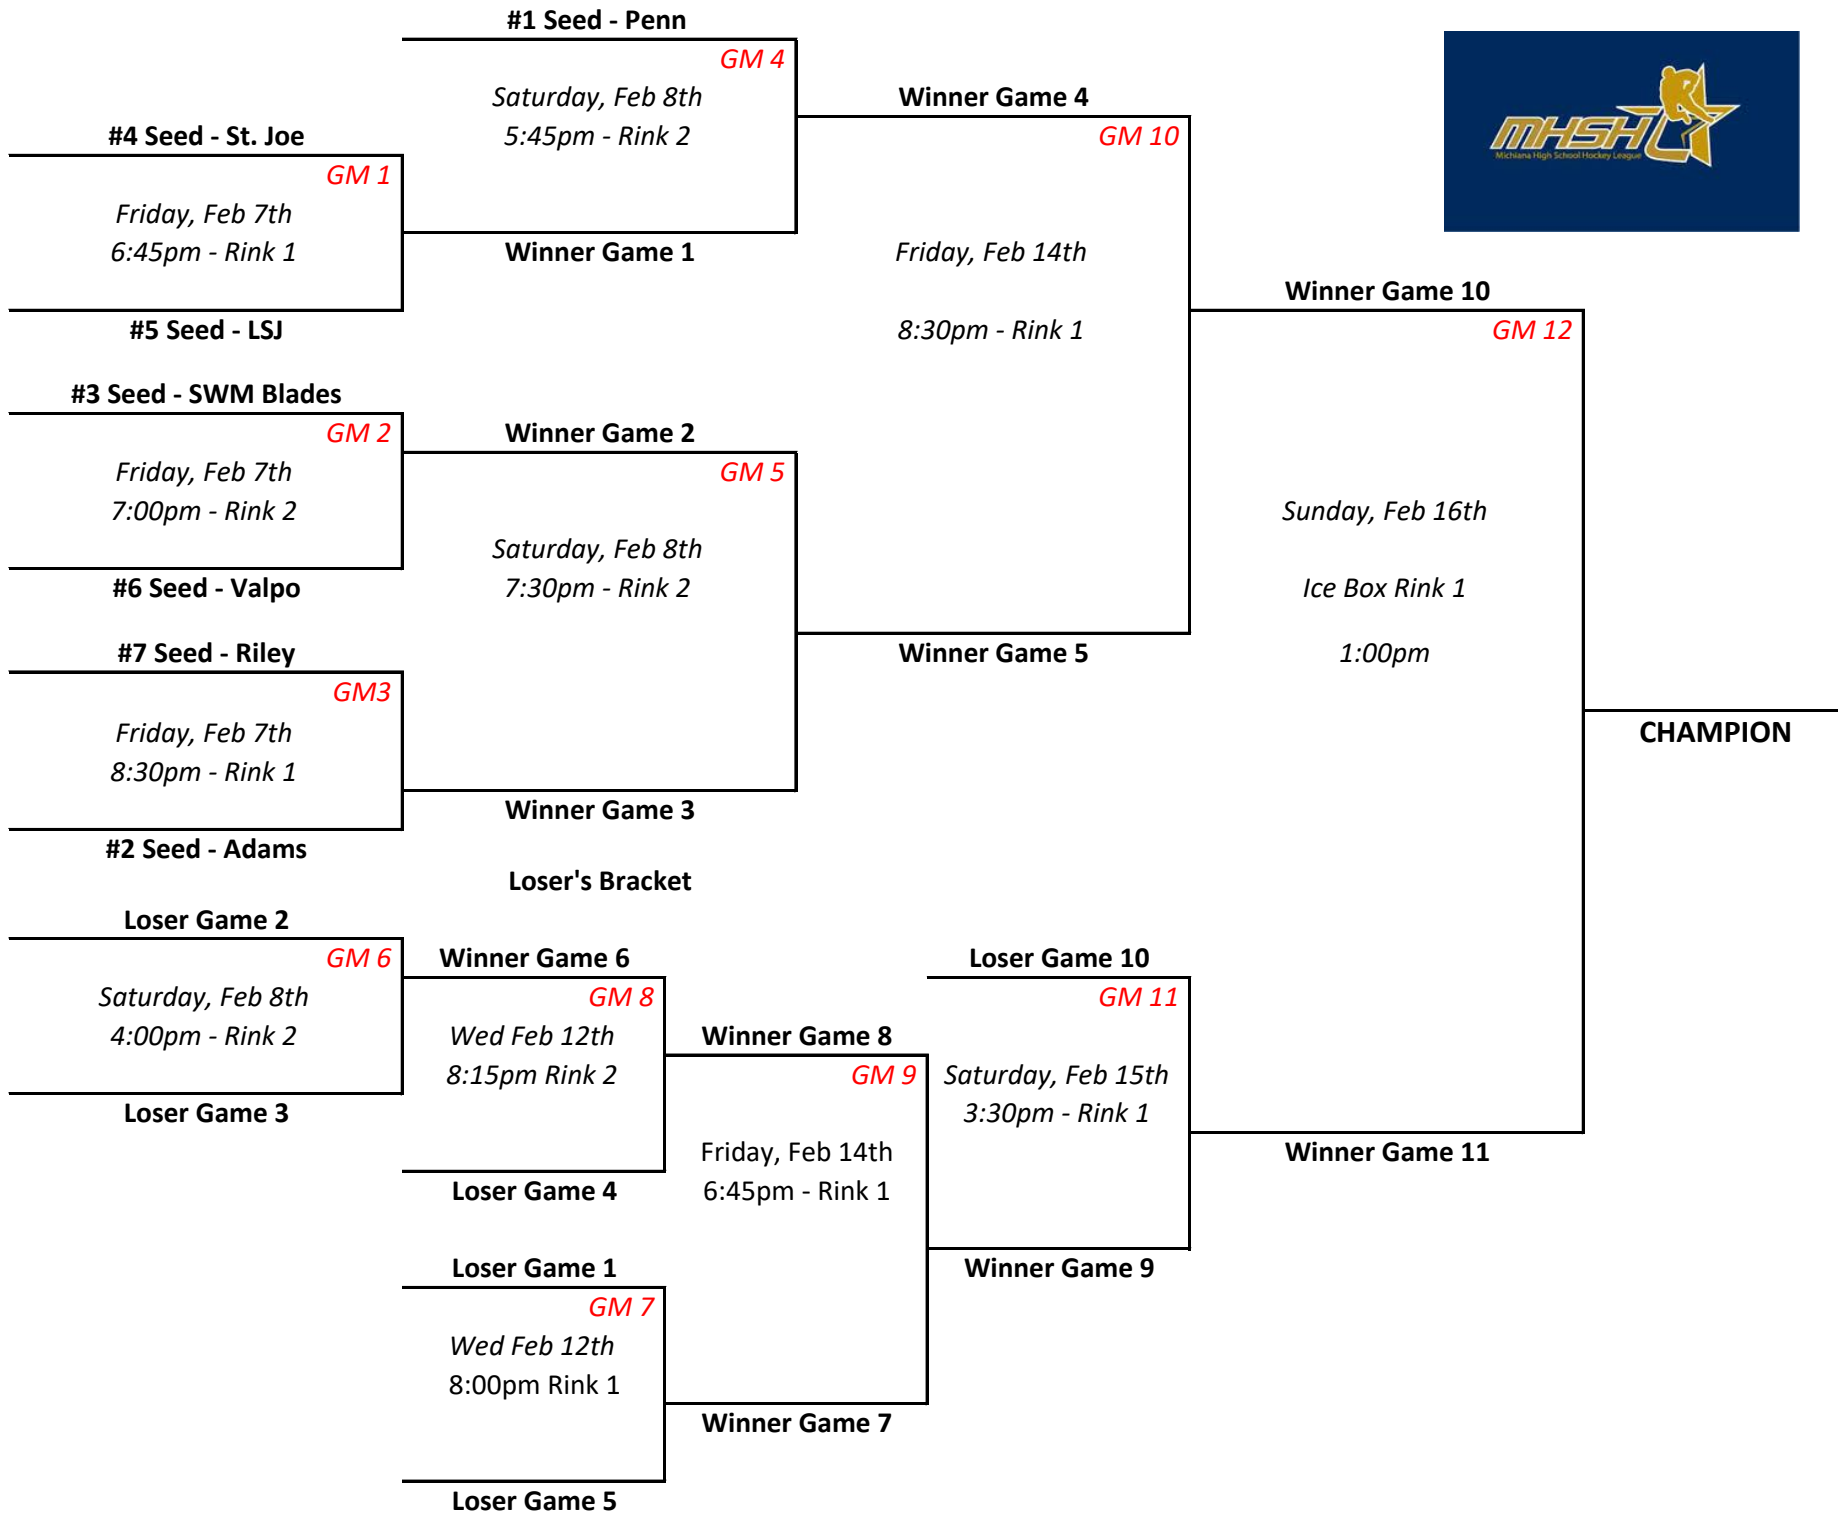 #1 Seed - Penn
GM 4
Saturday, Feb 8th
5:45pm - Rink 2
Winner Game 1
#4 Seed - St. Joe
GM 1
Friday, Feb 7th
6:45pm - Rink 1
#5 Seed - LSJ
Winner Game 4
GM 10
Friday, Feb 14th
8:30pm - Rink 1
Winner Game 5
MHSHL
Michiana High School Hockey League
#3 Seed - SWM Blades
GM 2
Friday, Feb 7th
7:00pm - Rink 2
#6 Seed - Valpo
Winner Game 2
GM 5
Saturday, Feb 8th
7:30pm - Rink 2
Winner Game 3
#7 Seed - Riley
GM3
Friday, Feb 7th
8:30pm - Rink 1
#2 Seed - Adams
Winner Game 10
GM 12
Sunday, Feb 16th
Ice Box Rink 1
1:00pm
Winner Game 11
CHAMPION
Loser's Bracket
Loser Game 2
GM 6
Saturday, Feb 8th
4:00pm - Rink 2
Loser Game 3
Winner Game 6
GM 8
Wed Feb 12th
8:15pm Rink 2
Loser Game 4
Loser Game 1
GM 7
Wed Feb 12th
8:00pm Rink 1
Loser Game 5
Winner Game 8
GM 9
Friday, Feb 14th
6:45pm - Rink 1
Winner Game 7
Loser Game 10
GM 11
Saturday, Feb 15th
3:30pm - Rink 1
Winner Game 9